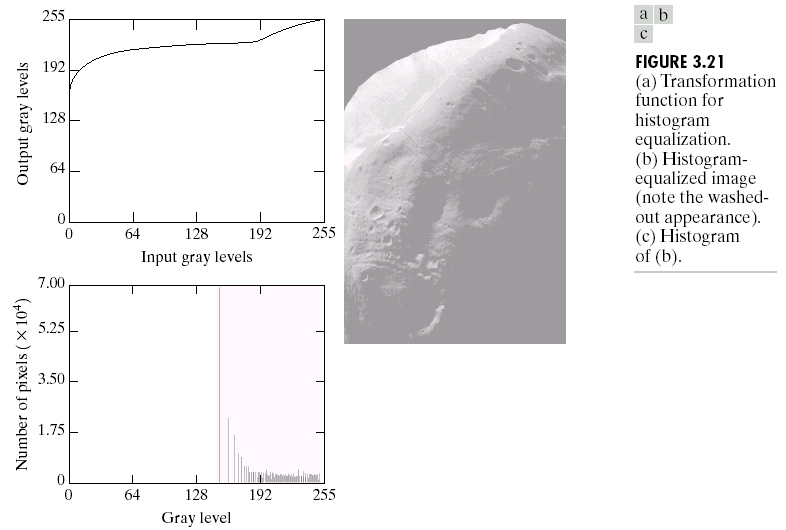 255
192
128
64
0
Output gray levels
0 64 128 192 255
Input gray levels
7.00
5.25
3.50
1.75
0
Number of pixels ( ×10⁴)
0 64 128 192 255
Gray level
a b
c
FIGURE 3.21
(a) Transformation
function for
histogram
equalization.
(b) Histogram-
equalized image
(note the washed-
out appearance).
(c) Histogram
of (b).